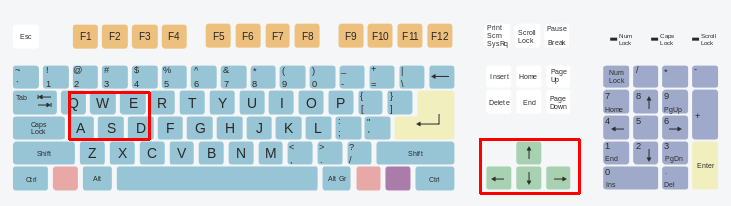 Esc F1 F2 F3 F4 F5 F6 F7 F8 F9 F10 F11 F12 Print Scrn SysRq Scroll Lock Pause Break Num Lock Caps Lock Scroll Lock
~ ` ! 1 @ 2 # 3 $ 4 % 5 ^ 6 & 7 * 8 ( 9 ) 0 _ - + = | \ ← Insert Home Page Up Num Lock / * -
Tab Q W E R T Y U I O P { [ } ] Delete End Page Down 7 Home 8 ↑ 9 PgUp +
Caps Lock A S D F G H J K L : ; " ' 4 ← 5 6 →
Shift Z X C V B N M < , > . ? / Shift ↑ 1 End 2 ↓ 3 PgDn Enter
Ctrl Alt Alt Gr Ctrl ← ↓ → 0 Ins . Del